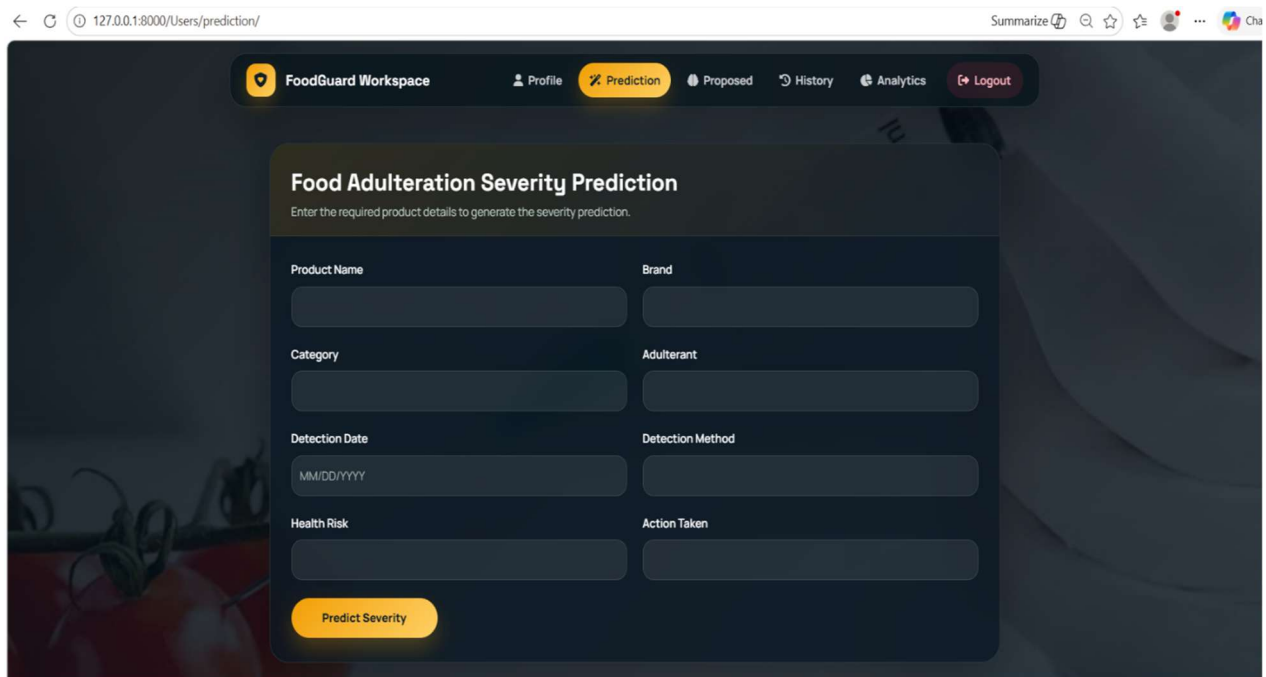 127.0.0.1:8000/Users/prediction/ Summarize Cha
FoodGuard Workspace Profile Prediction Proposed History Analytics Logout
Food Adulteration Severity Prediction
Enter the required product details to generate the severity prediction.
Product Name Brand
Category Adulterant
Detection Date Detection Method
MM/DD/YYYY
Health Risk Action Taken
Predict Severity